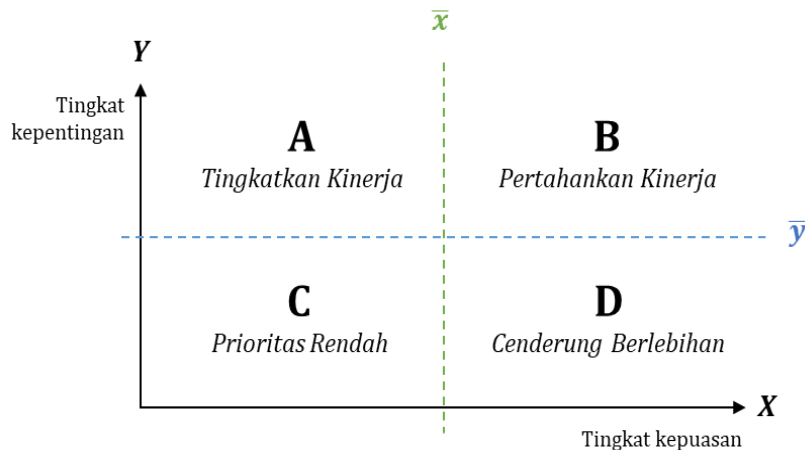 x̅
Y
Tingkat
kepentingan
A
Tingkatkan Kinerja
B
Pertahankan Kinerja
y̅
C
Prioritas Rendah
D
Cenderung Berlebihan
X
Tingkat kepuasan